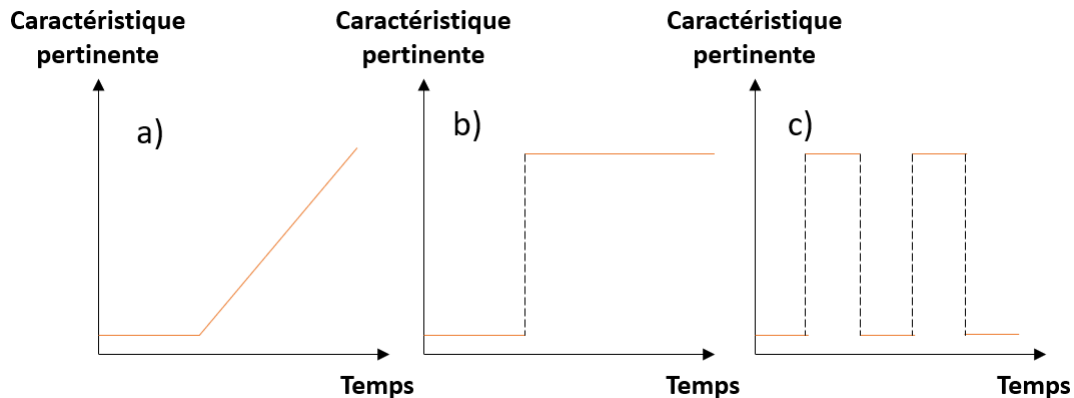 Caractéristique
pertinente
a)
Temps
Caractéristique
pertinente
b)
Temps
Caractéristique
pertinente
c)
Temps